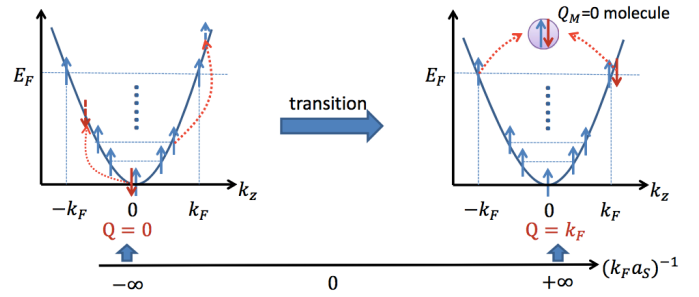 Q_M=0 molecule
E_F
E_F
transition
k_z
k_z
−k_F
0
k_F
−k_F
0
k_F
Q = 0
Q = k_F
(k_F a_S)^{-1}
−∞
0
+∞